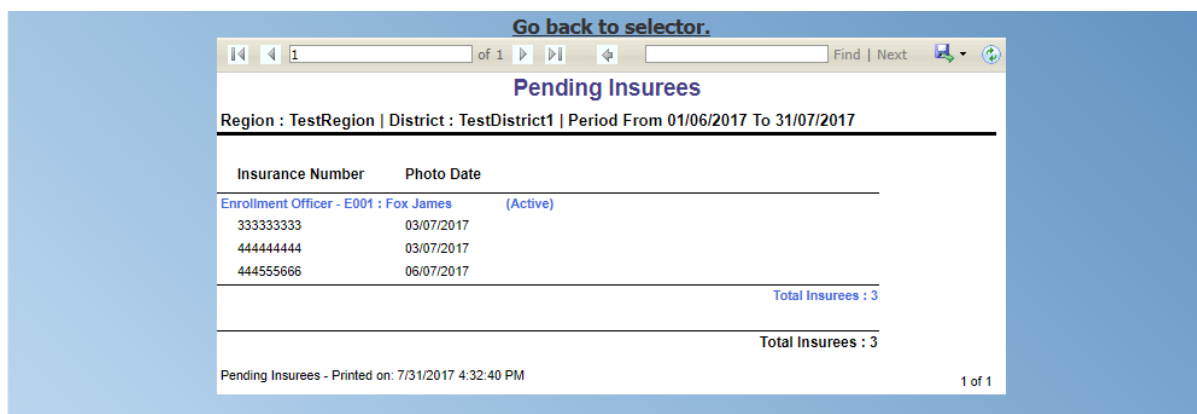 Go back to selector.
1 of 1 Find | Next
Pending Insurees
Region : TestRegion | District : TestDistrict1 | Period From 01/06/2017 To 31/07/2017
Insurance Number Photo Date
Enrollment Officer - E001 : Fox James (Active)
333333333 03/07/2017
444444444 03/07/2017
444555666 06/07/2017
Total Insurees : 3
Total Insurees : 3
Pending Insurees - Printed on: 7/31/2017 4:32:40 PM
1 of 1